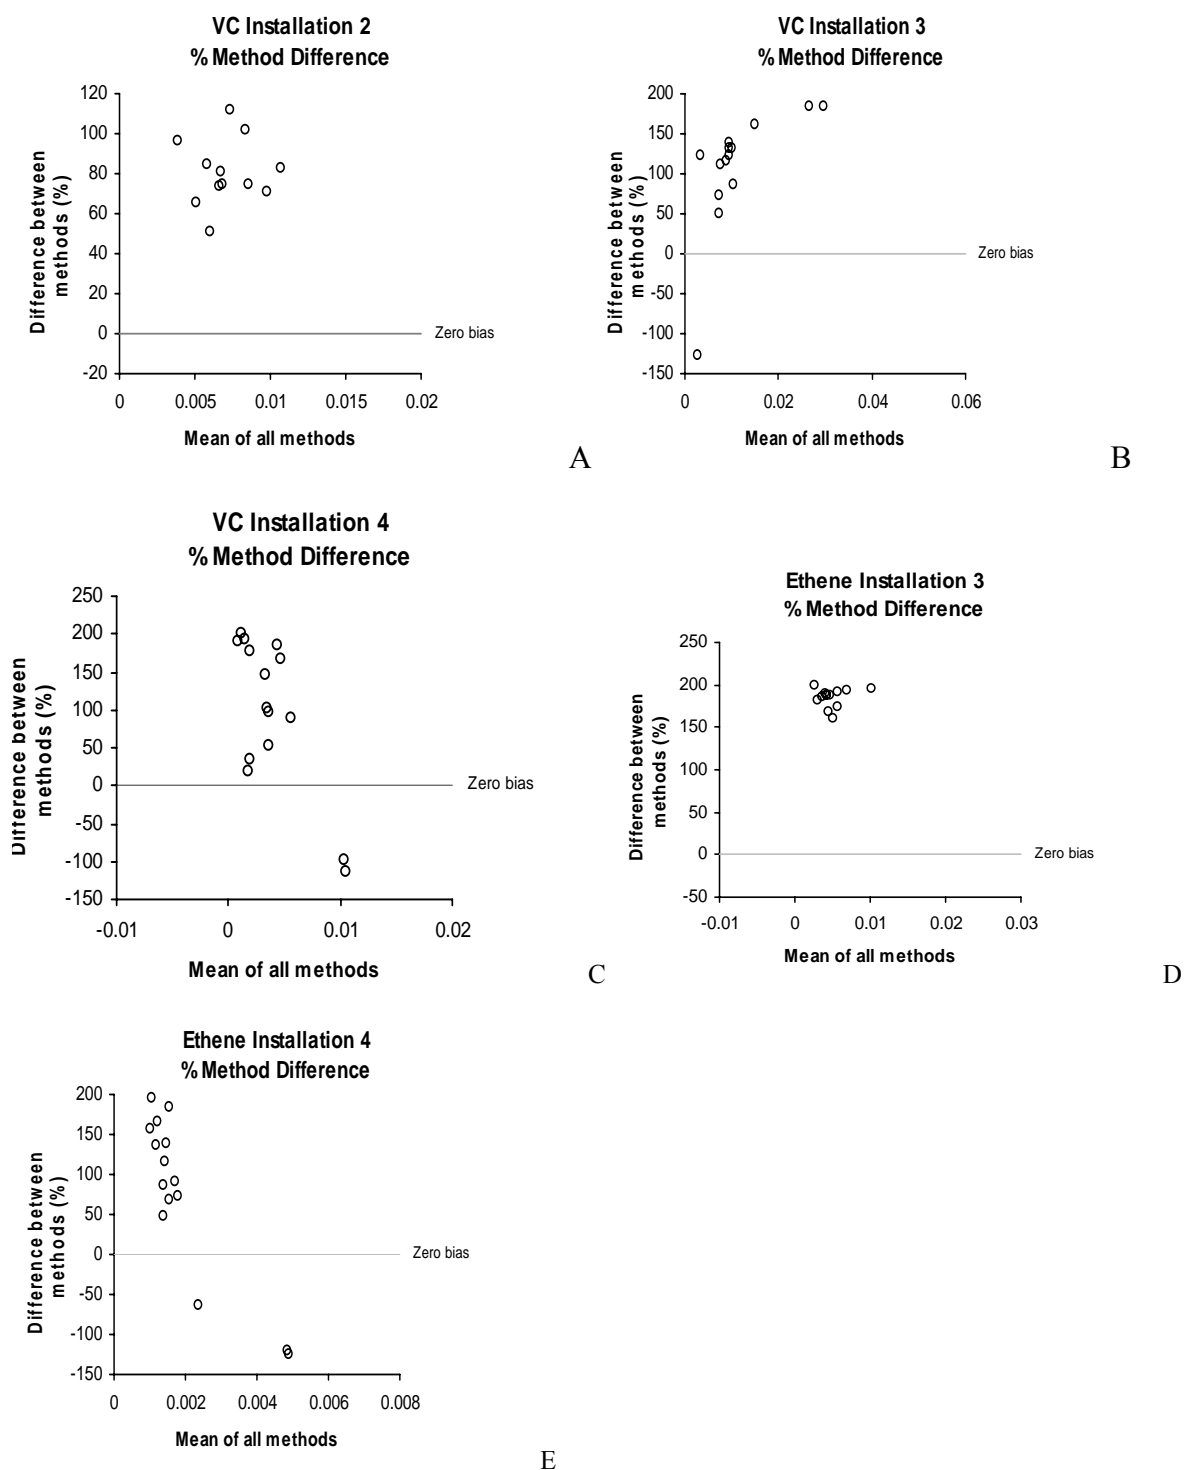 VC Installation 2
% Method Difference
Difference between
methods (%)
120
100
80
60
40
20
0
-20
Zero bias
0 0.005 0.01 0.015 0.02
Mean of all methods
A
VC Installation 3
% Method Difference
Difference between
methods (%)
200
150
100
50
0
-50
-100
-150
Zero bias
0 0.02 0.04 0.06
Mean of all methods
B
VC Installation 4
% Method Difference
Difference between
methods (%)
250
200
150
100
50
0
-50
-100
-150
Zero bias
-0.01 0 0.01 0.02
Mean of all methods
C
Ethene Installation 3
% Method Difference
Difference between
methods (%)
250
200
150
100
50
0
-50
Zero bias
-0.01 0 0.01 0.02 0.03
Mean of all methods
D
Ethene Installation 4
% Method Difference
Difference between
methods (%)
200
150
100
50
0
-50
-100
-150
Zero bias
0 0.002 0.004 0.006 0.008
Mean of all methods
E